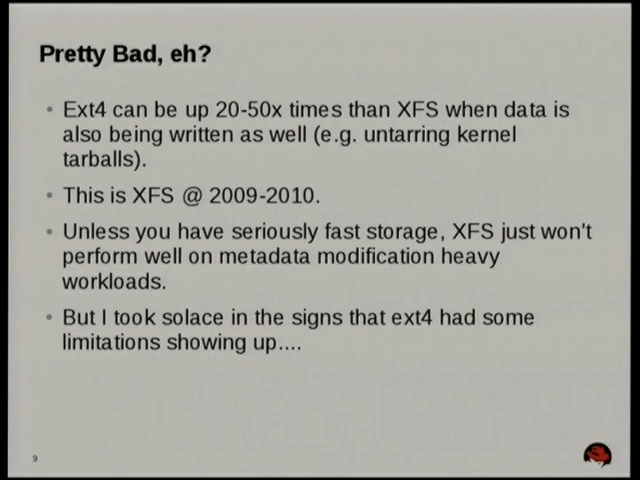 Pretty Bad, eh?
• Ext4 can be up 20-50x times than XFS when data is
also being written as well (e.g. untarring kernel
tarballs).
• This is XFS @ 2009-2010.
• Unless you have seriously fast storage, XFS just won't
perform well on metadata modification heavy
workloads.
• But I took solace in the signs that ext4 had some
limitations showing up....
9